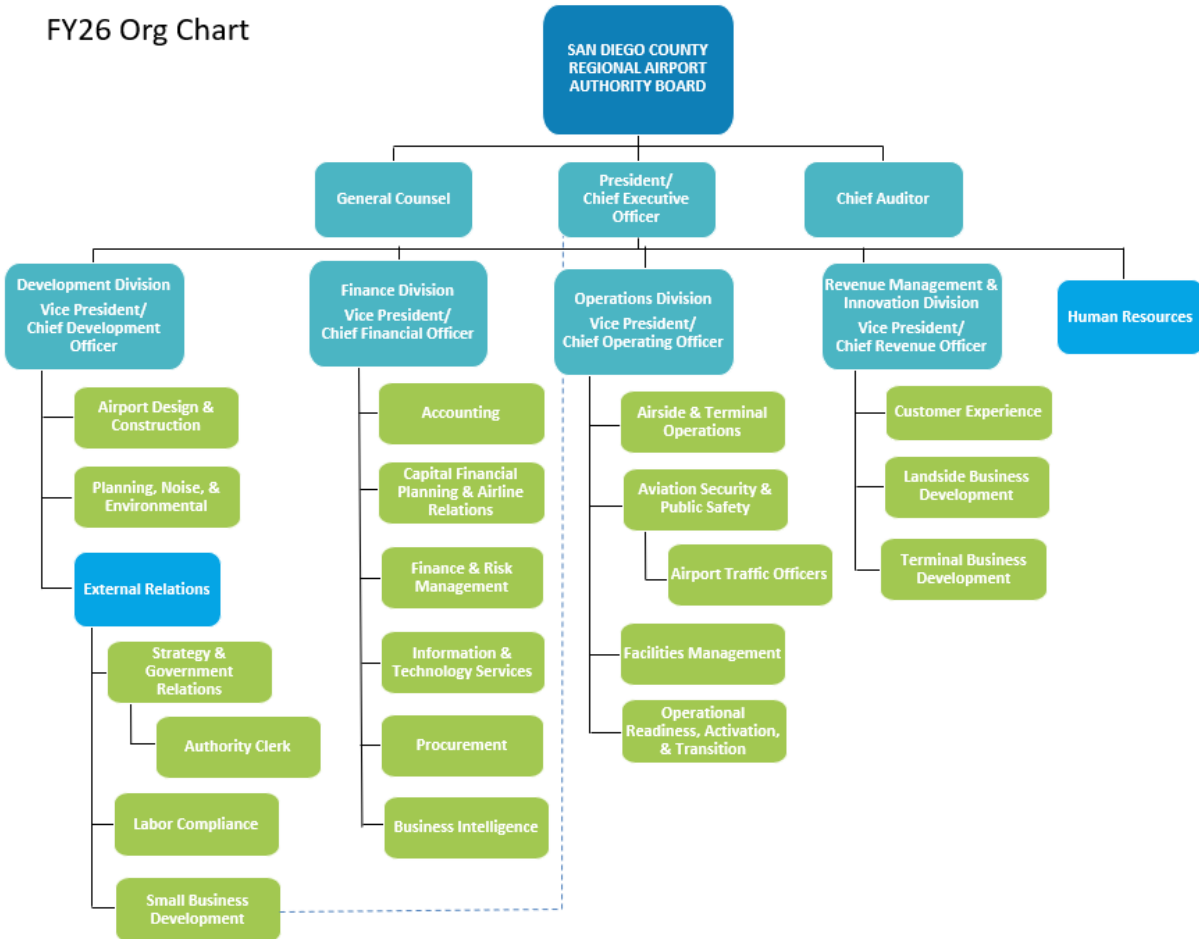 FY26 Org Chart
SAN DIEGO COUNTY
REGIONAL AIRPORT
AUTHORITY BOARD
General Counsel
President/
Chief Executive
Officer
Chief Auditor
Development Division
Vice President/
Chief Development
Officer
Finance Division
Vice President/
Chief Financial Officer
Operations Division
Vice President/
Chief Operating Officer
Revenue Management &
Innovation Division
Vice President/
Chief Revenue Officer
Human Resources
Airport Design &
Construction
Planning, Noise, &
Environmental
External Relations
Strategy &
Government
Relations
Authority Clerk
Labor Compliance
Small Business
Development
Accounting
Capital Financial
Planning & Airline
Relations
Finance & Risk
Management
Information &
Technology Services
Procurement
Business Intelligence
Airside & Terminal
Operations
Aviation Security &
Public Safety
Airport Traffic Officers
Facilities Management
Operational
Readiness, Activation,
& Transition
Customer Experience
Landside Business
Development
Terminal Business
Development